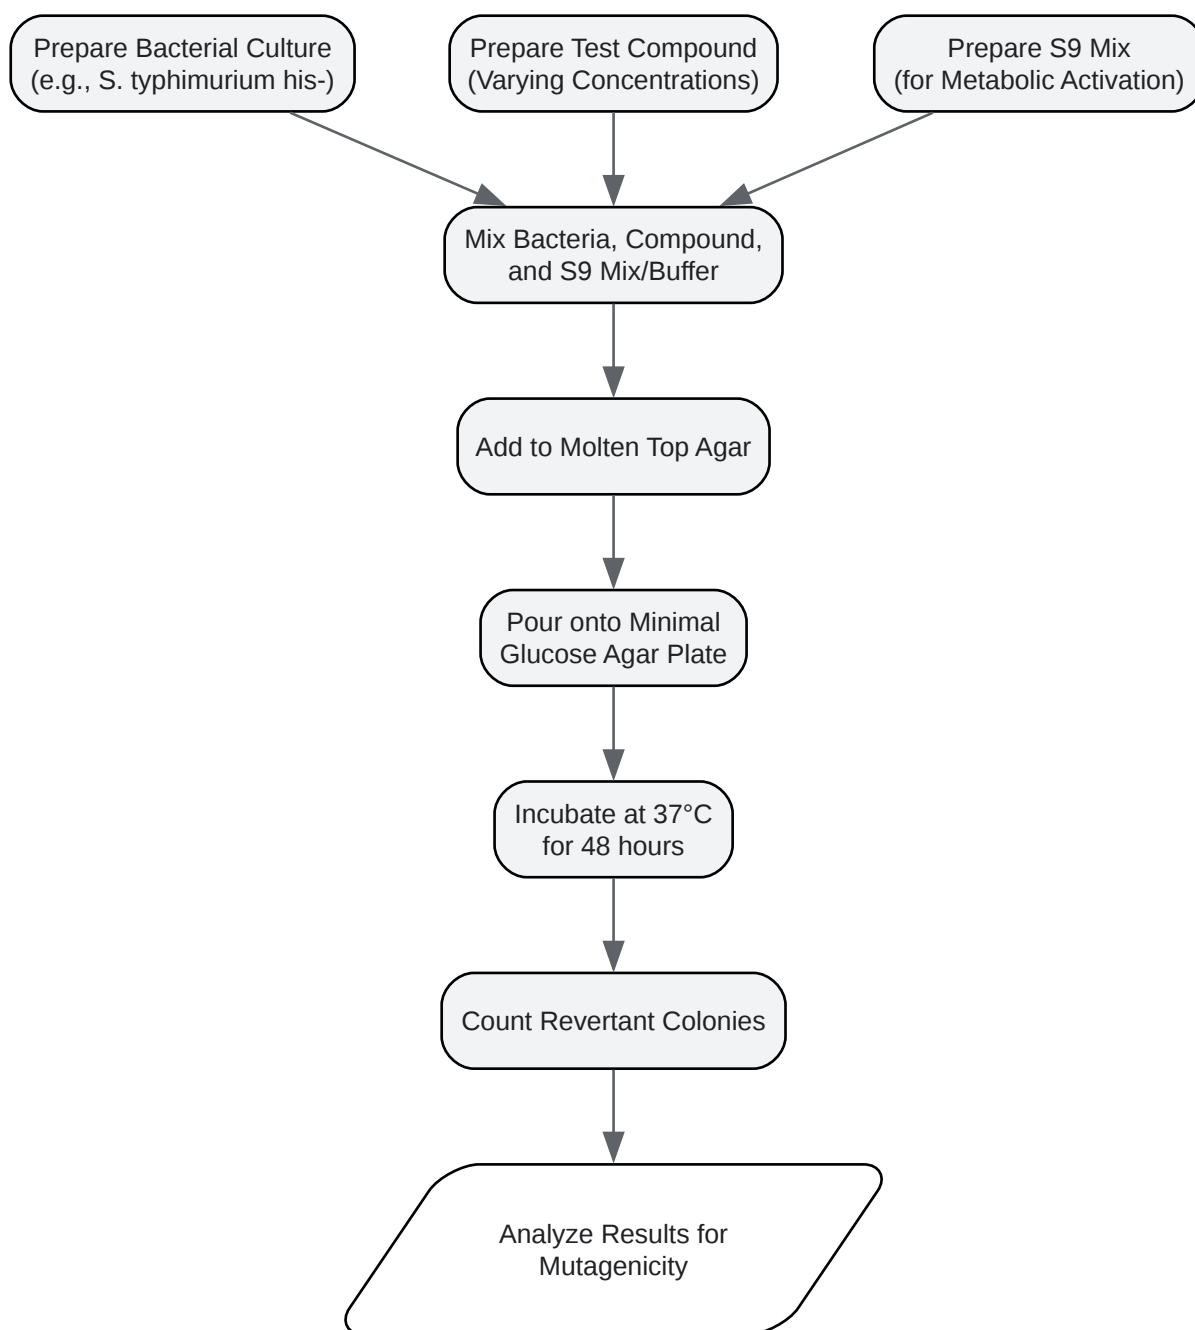 Prepare Bacterial Culture
(e.g., S. typhimurium his-)
Prepare Test Compound
(Varying Concentrations)
Prepare S9 Mix
(for Metabolic Activation)
Mix Bacteria, Compound,
and S9 Mix/Buffer
Add to Molten Top Agar
Pour onto Minimal
Glucose Agar Plate
Incubate at 37°C
for 48 hours
Count Revertant Colonies
Analyze Results for
Mutagenicity